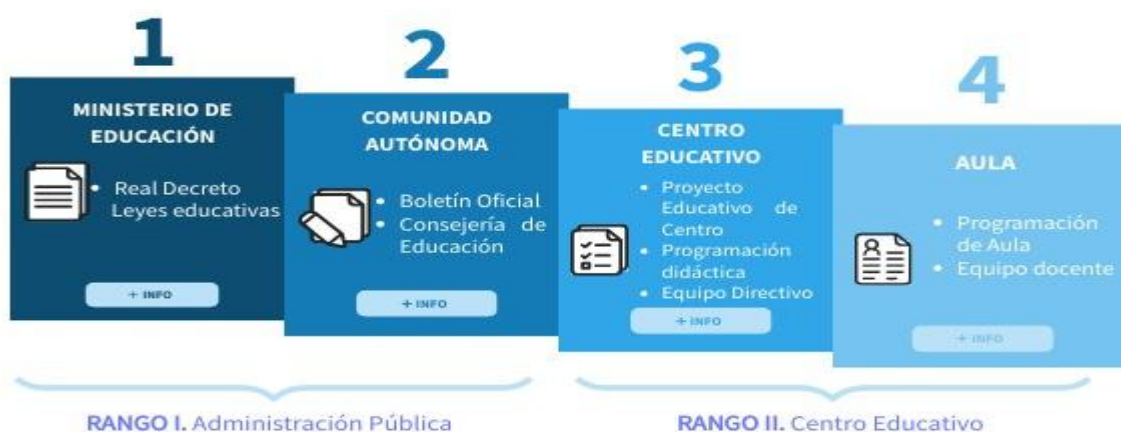 1
MINISTERIO DE
EDUCACIÓN
• Real Decreto
Leyes educativas
+ INFO
2
COMUNIDAD
AUTÓNOMA
• Boletín Oficial
• Consejería de
Educación
+ INFO
3
CENTRO
EDUCATIVO
• Proyecto
Educativo de
Centro
• Programación
didáctica
• Equipo Directivo
+ INFO
4
AULA
• Programación
de Aula
• Equipo docente
+ INFO
RANGO I. Administración Pública
RANGO II. Centro Educativo